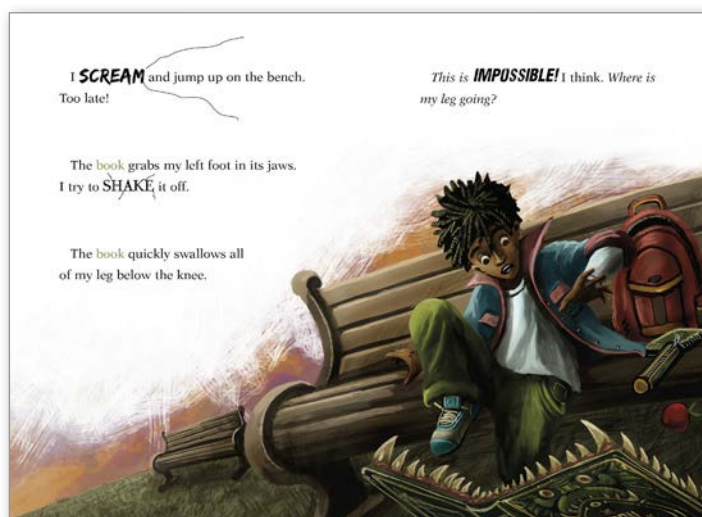 I SCREAM and jump up on the bench.
Too late!
The book grabs my left foot in its jaws.
I try to SHAKE it off.
The book quickly swallows all
of my leg below the knee.
This is IMPOSSIBLE! I think. Where is
my leg going?